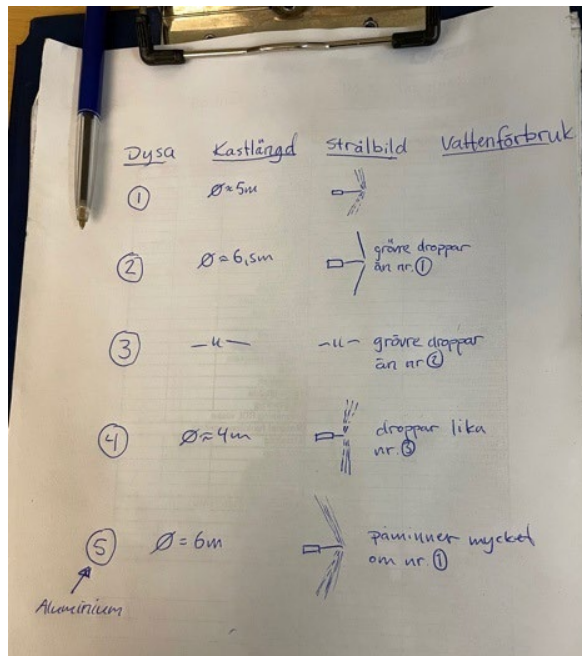 Dysa Kastlängd Strålbild Vattenförbruk
① Ø≈5m
② Ø=6,5m grövre droppar
än nr. ①
③ —u— —u— grövre droppar
än nr ②
④ Ø≈4m droppar lika
nr. ③
⑤ Ø=6m påminner mycket
om nr. ①
Aluminium